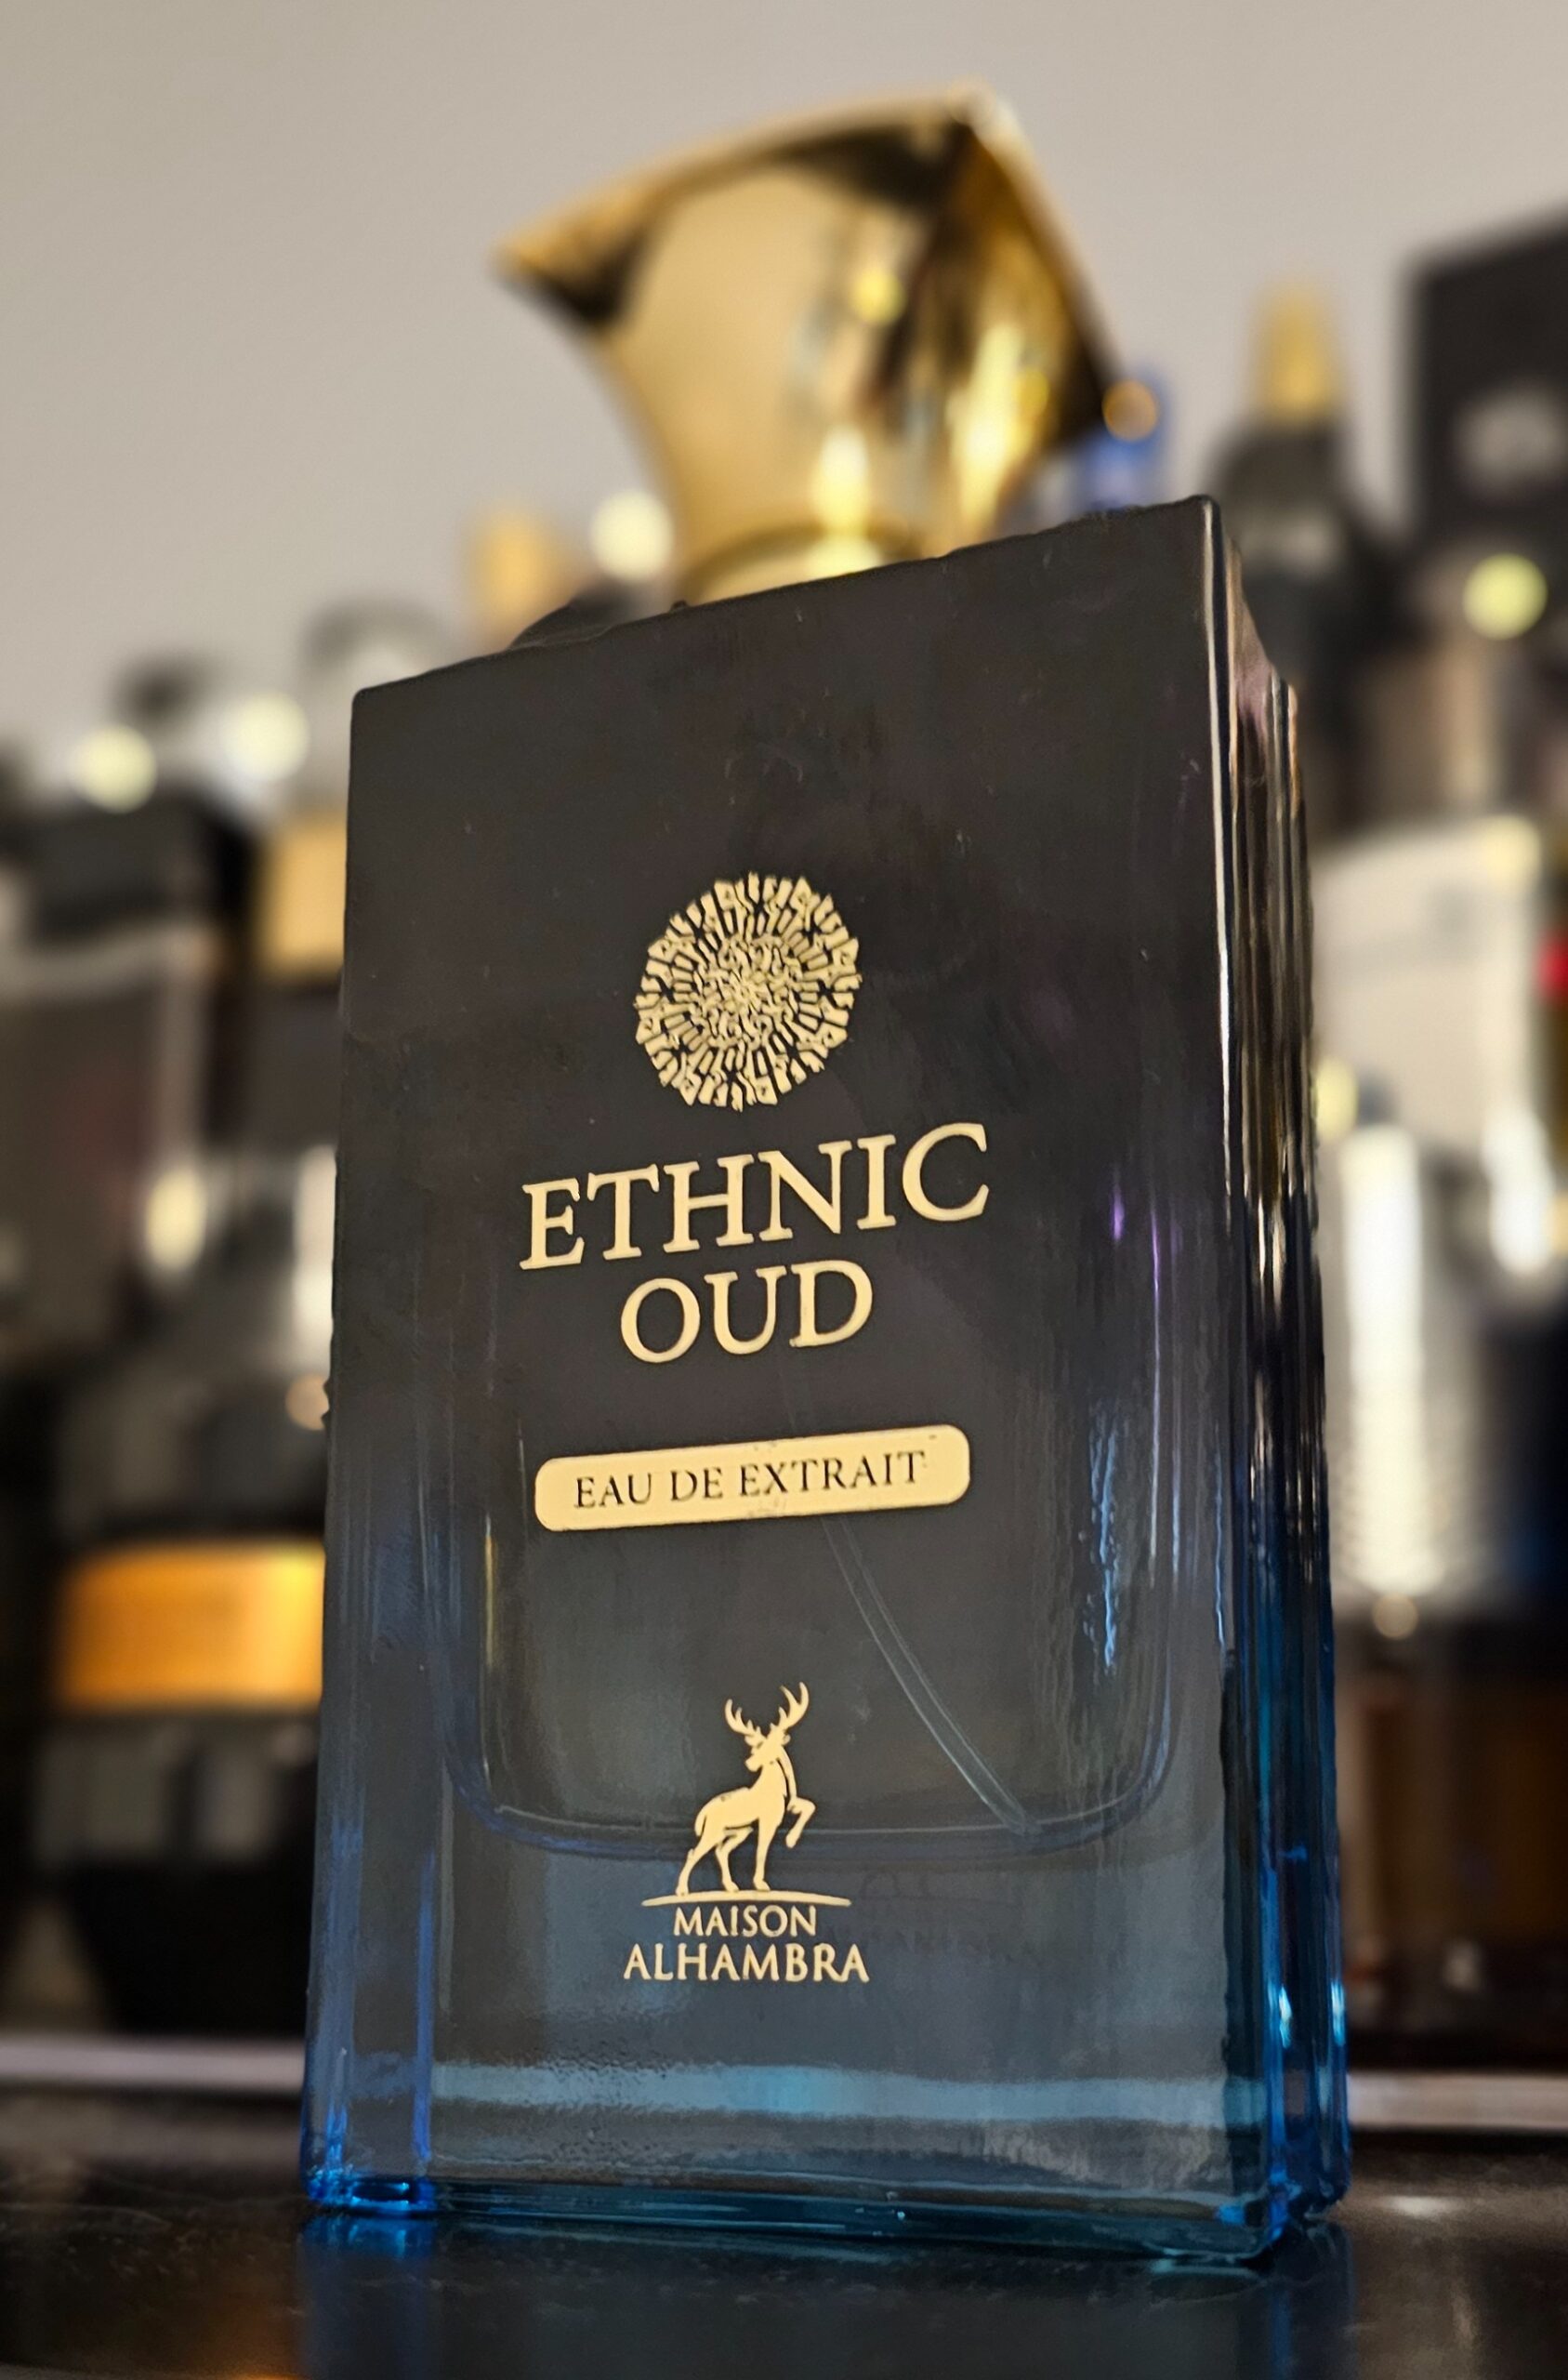 ETHNIC
OUD
EAU DE EXTRAIT
MAISON
ALHAMBRA